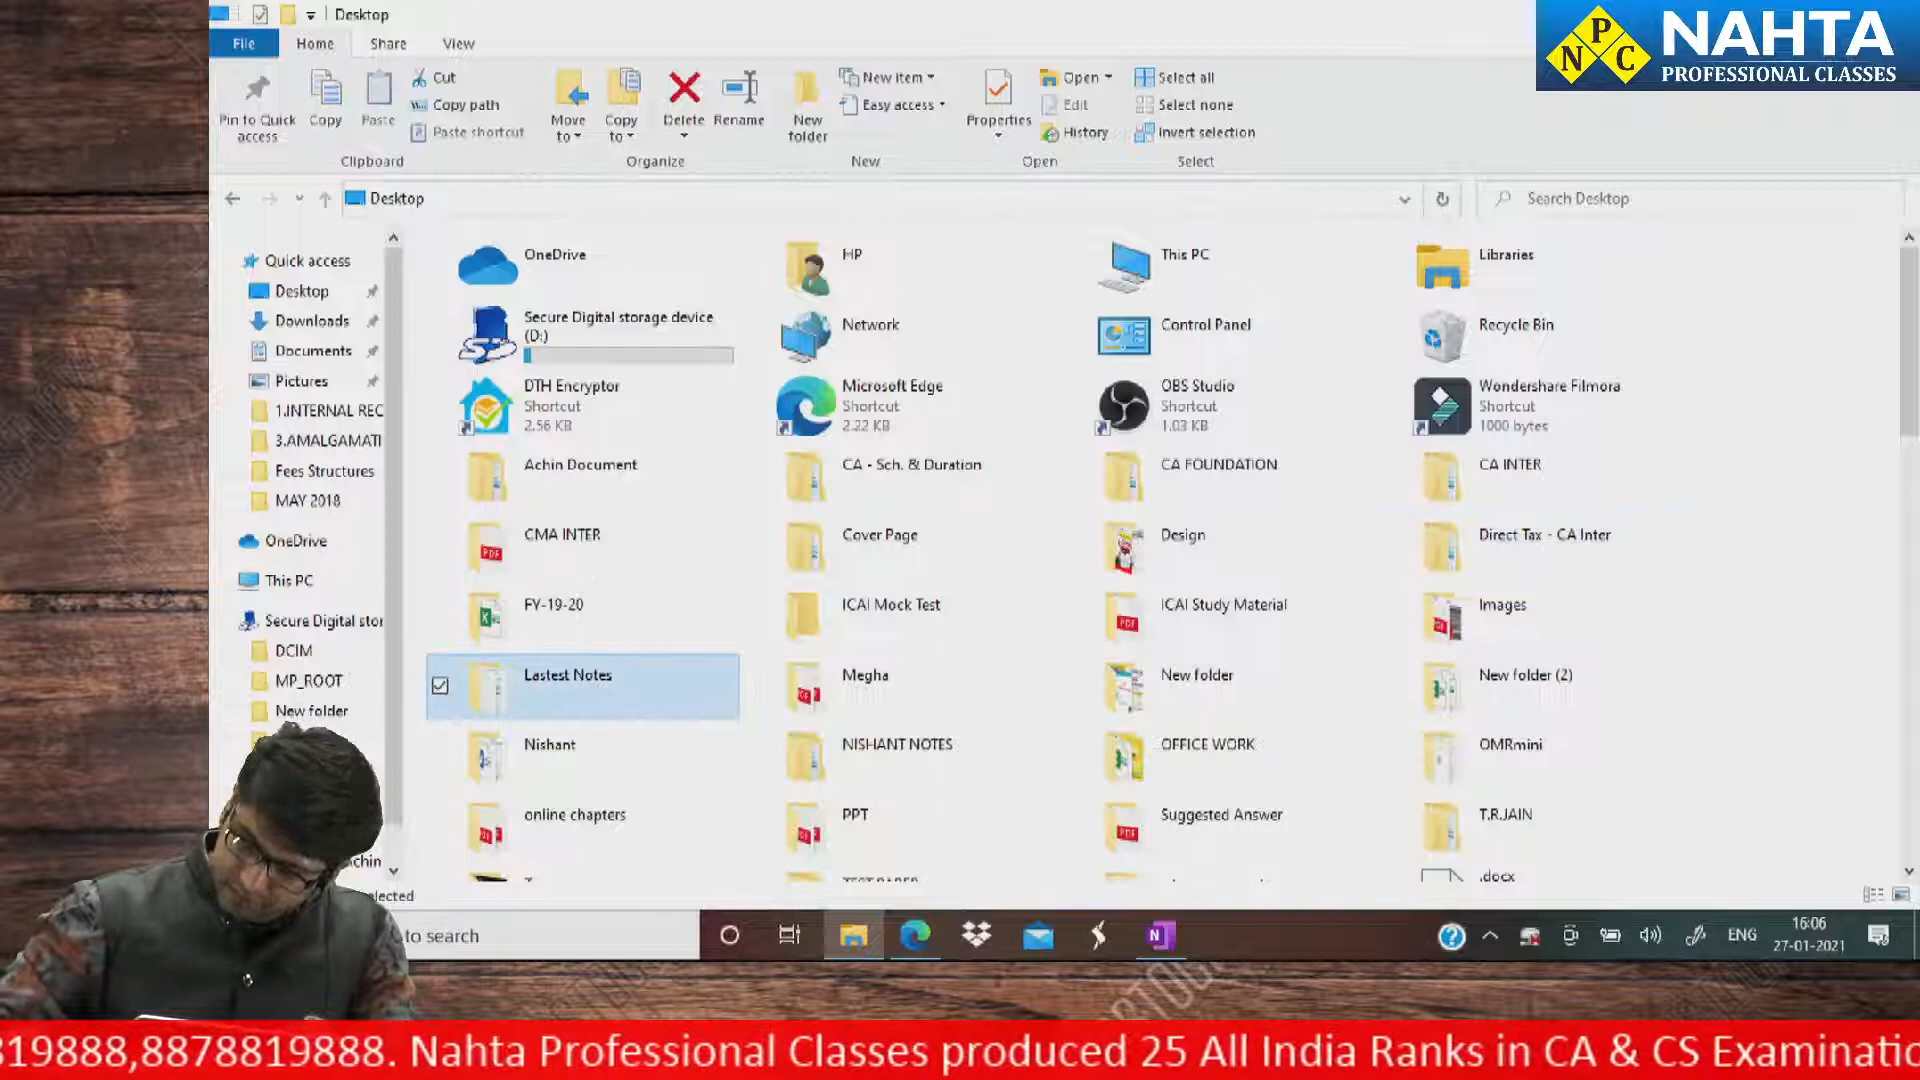 Desktop
NPC
NAHTA
PROFESSIONAL CLASSES
File Home Share View
Pin to Quick access
Copy
Paste
Cut
Copy path
Paste shortcut
Clipboard
Move to
Copy to
Delete
Rename
Organize
New folder
New item
Easy access
New
Properties
Open
Edit
History
Open
Select all
Select none
Invert selection
Select
Desktop
Search Desktop
Quick access
Desktop
Downloads
Documents
Pictures
1.INTERNAL REC
3.AMALGAMATI
Fees Structures
MAY 2018
OneDrive
This PC
Secure Digital stor
DCIM
MP_ROOT
New folder
OneDrive
HP
This PC
Libraries
Secure Digital storage device (D:)
Network
Control Panel
Recycle Bin
DTH Encryptor
Shortcut
2.56 KB
Microsoft Edge
Shortcut
2.22 KB
OBS Studio
Shortcut
1.03 KB
Wondershare Filmora
Shortcut
1000 bytes
Achin Document
CA - Sch. & Duration
CA FOUNDATION
CA INTER
CMA INTER
Cover Page
Design
Direct Tax - CA Inter
FY-19-20
ICAI Mock Test
ICAI Study Material
Images
Lastest Notes
Megha
New folder
New folder (2)
Nishant
NISHANT NOTES
OFFICE WORK
OMRmini
online chapters
PPT
Suggested Answer
T.R.JAIN
.docx
chin
elected
to search
ENG
16:06
27-01-2021
819888,8878819888. Nahta Professional Classes produced 25 All India Ranks in CA & CS Examinatio